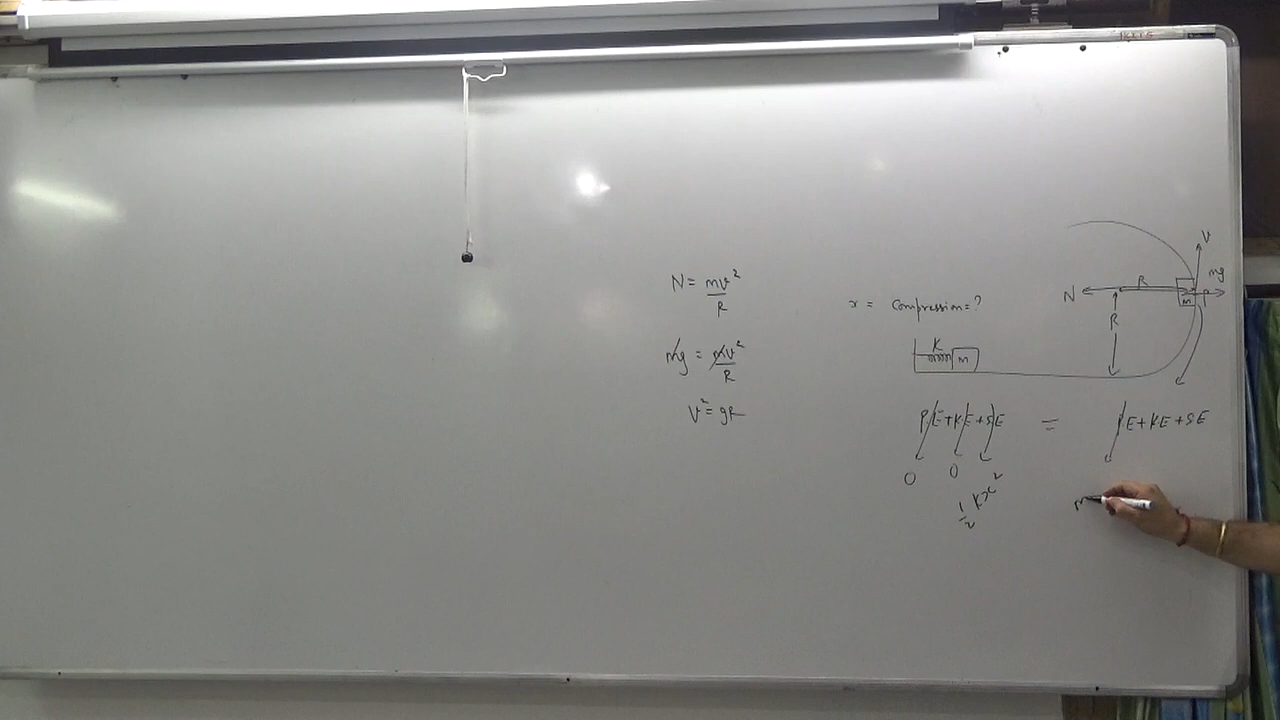 N = mv²/R
mg = mv²/R
v² = gR
x = Compression = ?
K
m
V
mg
R
N
m
R
PE + KE + SE = PE + KE + SE
0 0 ½ Kx²
m